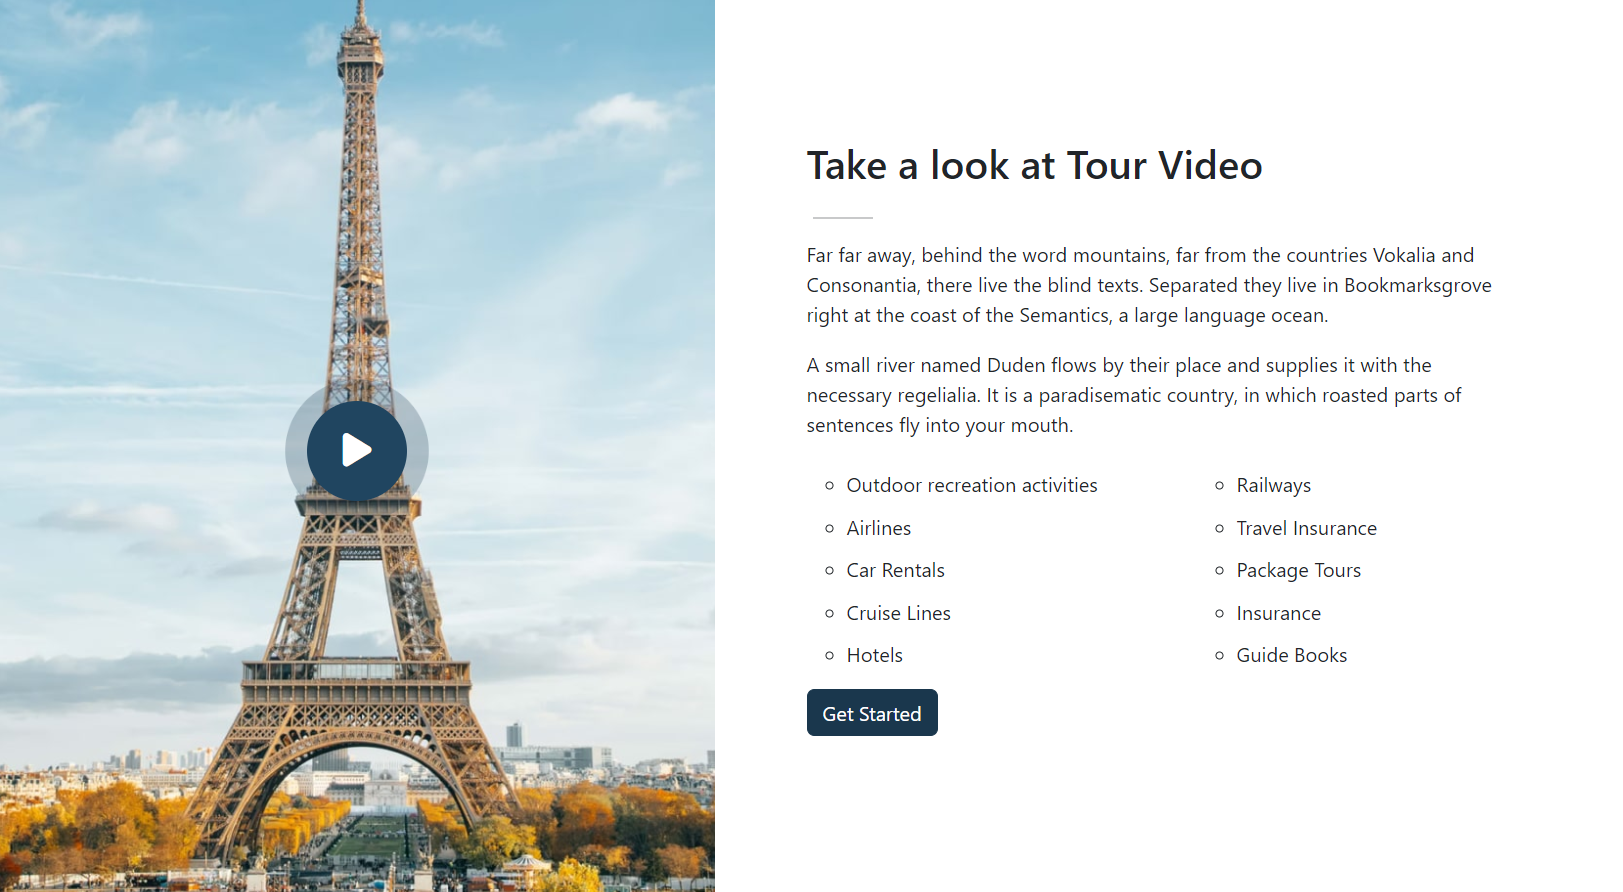 Take a look at Tour Video
Far far away, behind the word mountains, far from the countries Vokalia and
Consonantia, there live the blind texts. Separated they live in Bookmarksgrove
right at the coast of the Semantics, a large language ocean.
A small river named Duden flows by their place and supplies it with the
necessary regelialia. It is a paradisematic country, in which roasted parts of
sentences fly into your mouth.
Outdoor recreation activities
Airlines
Car Rentals
Cruise Lines
Hotels
Railways
Travel Insurance
Package Tours
Insurance
Guide Books
Get Started